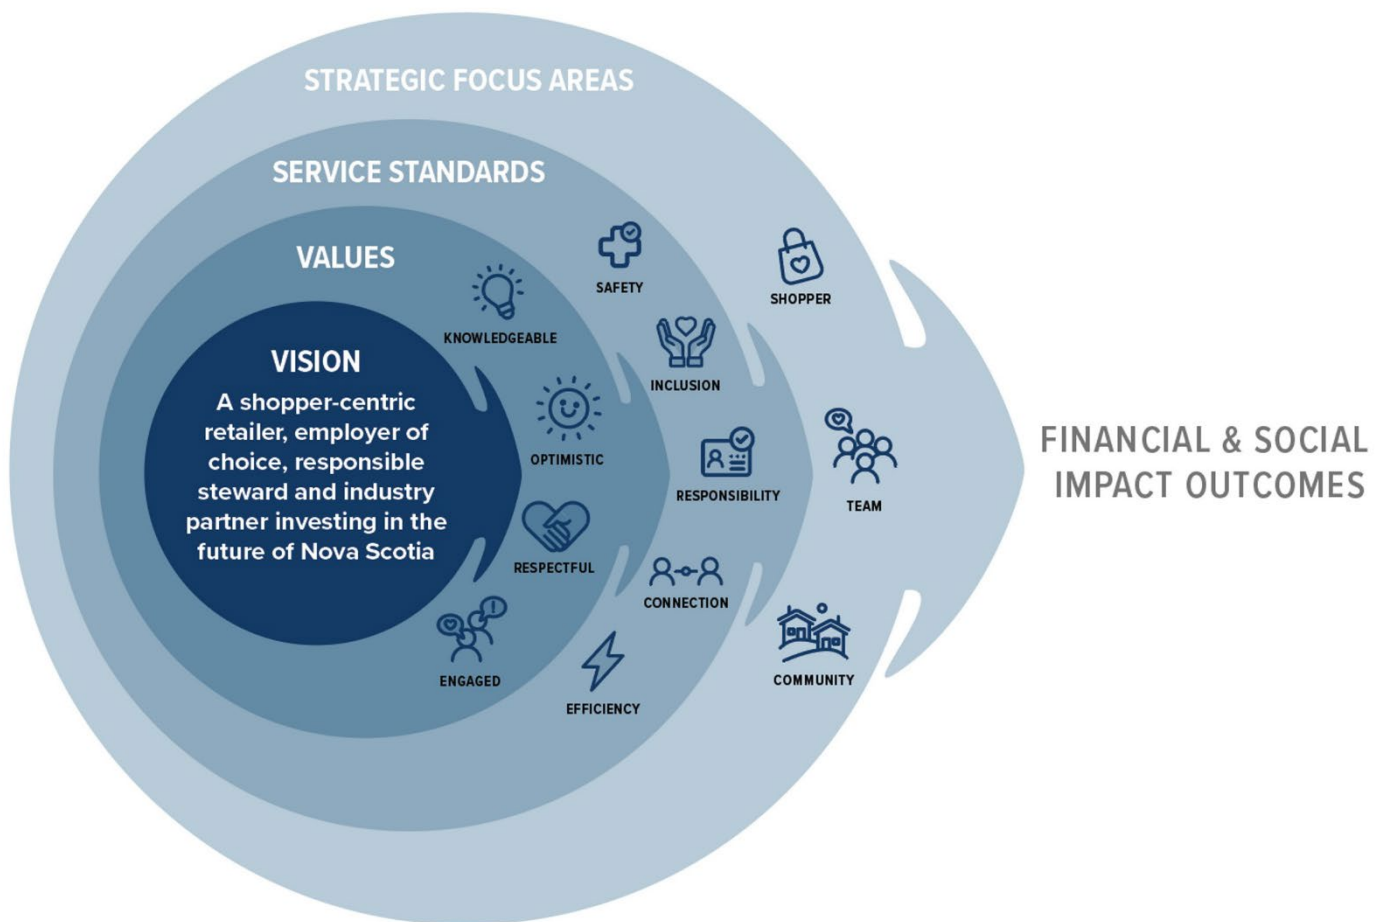 STRATEGIC FOCUS AREAS
SERVICE STANDARDS
VALUES
VISION
A shopper-centric
retailer, employer of
choice, responsible
steward and industry
partner investing in the
future of Nova Scotia
KNOWLEDGEABLE
OPTIMISTIC
RESPECTFUL
ENGAGED
SAFETY
INCLUSION
RESPONSIBILITY
CONNECTION
EFFICIENCY
SHOPPER
TEAM
COMMUNITY
FINANCIAL & SOCIAL
IMPACT OUTCOMES